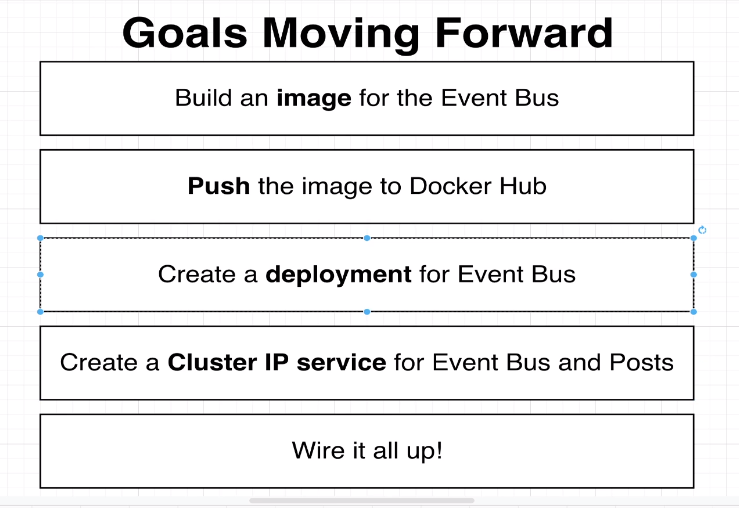 Goals Moving Forward
Build an image for the Event Bus
Push the image to Docker Hub
Create a deployment for Event Bus
Create a Cluster IP service for Event Bus and Posts
Wire it all up!